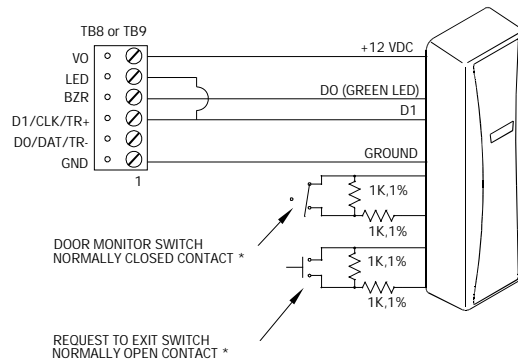 TB8 or TB9
VO
LED
BZR
D1/CLK/TR+
D0/DAT/TR-
GND
1
+12 VDC
DO (GREEN LED)
D1
GROUND
1K,1%
1K,1%
1K,1%
1K,1%
DOOR MONITOR SWITCH
NORMALLY CLOSED CONTACT *
REQUEST TO EXIT SWITCH
NORMALLY OPEN CONTACT *